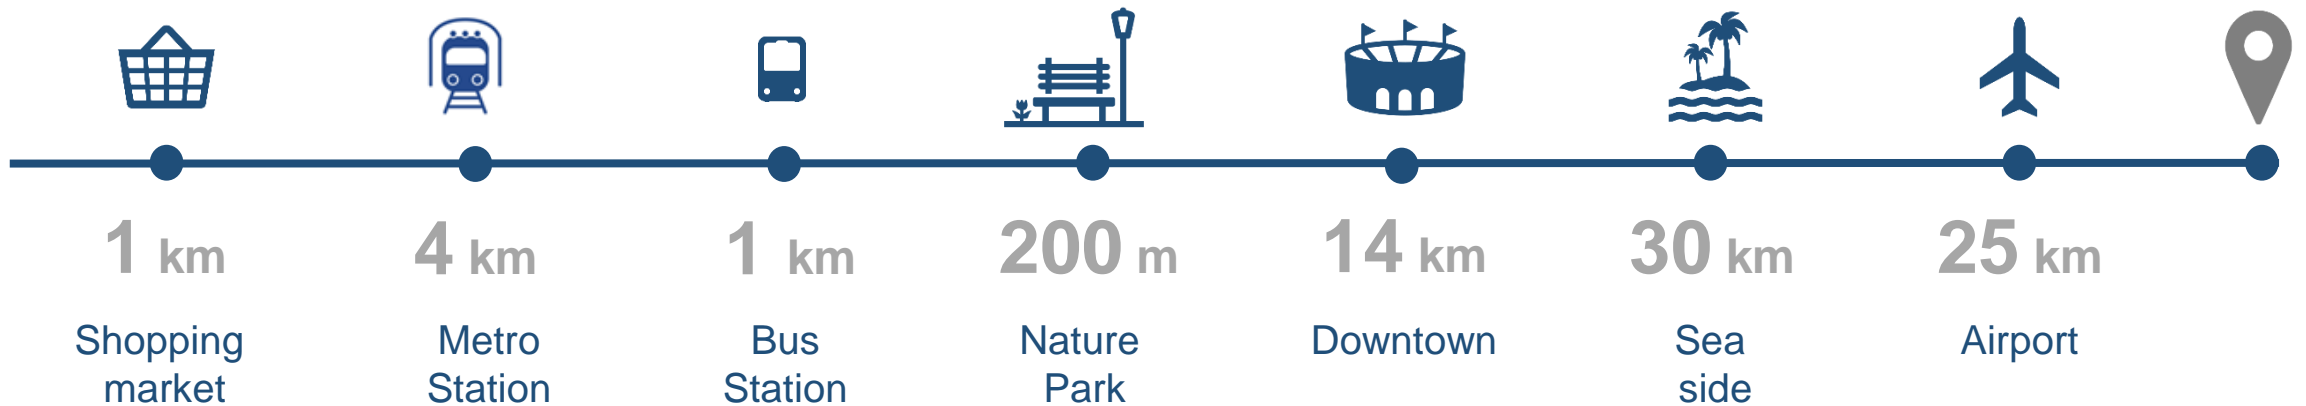 1 km
4 km
1 km
200 m
14 km
30 km
25 km
Shopping market
Metro Station
Bus Station
Nature Park
Downtown
Sea side
Airport